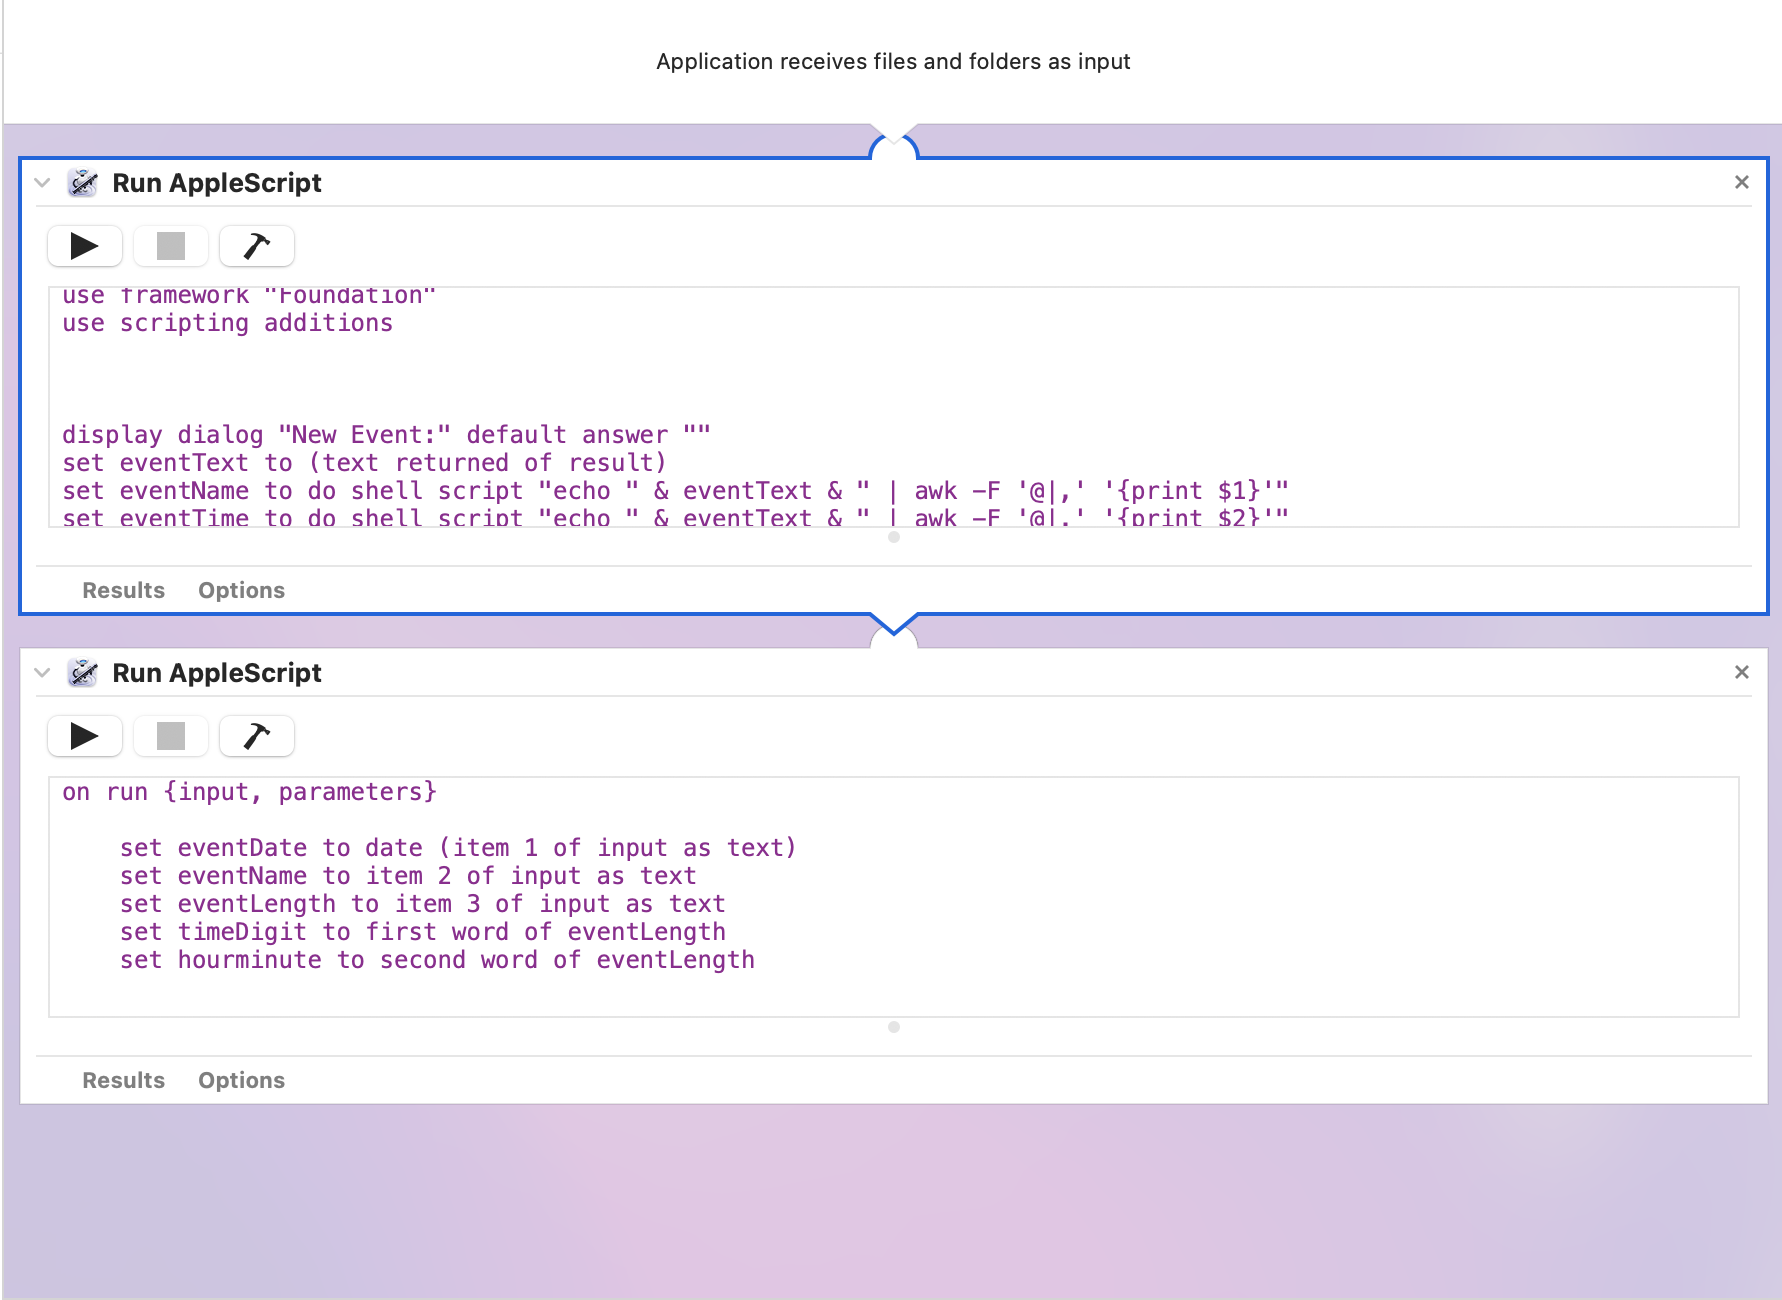 Application receives files and folders as input
Run AppleScript
use framework "Foundation"
use scripting additions
display dialog "New Event:" default answer ""
set eventText to (text returned of result)
set eventName to do shell script "echo " & eventText & " | awk -F '@|,' '{print $1}'"
set eventTime to do shell script "echo " & eventText & " | awk -F '@|,' '{print $2}'"
Results Options
Run AppleScript
on run {input, parameters}
set eventDate to date (item 1 of input as text)
set eventName to item 2 of input as text
set eventLength to item 3 of input as text
set timeDigit to first word of eventLength
set hourminute to second word of eventLength
Results Options